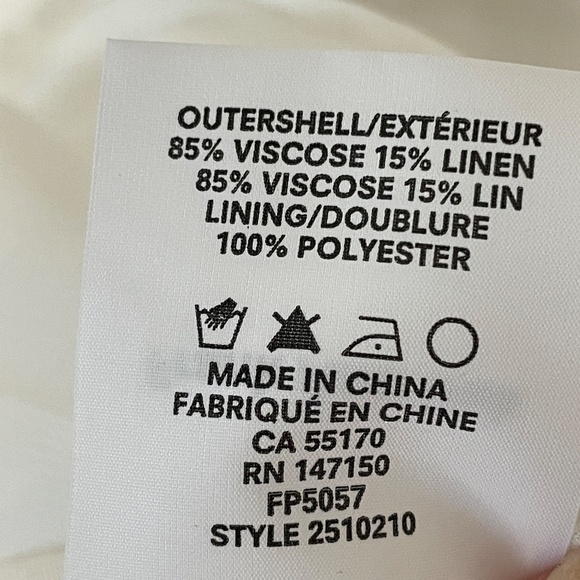 OUTERSHELL/EXTÉRIEUR
85% VISCOSE 15% LINEN
85% VISCOSE 15% LIN
LINING/DOUBLURE
100% POLYESTER
MADE IN CHINA
FABRIQUÉ EN CHINE
CA 55170
RN 147150
FP5057
STYLE 2510210